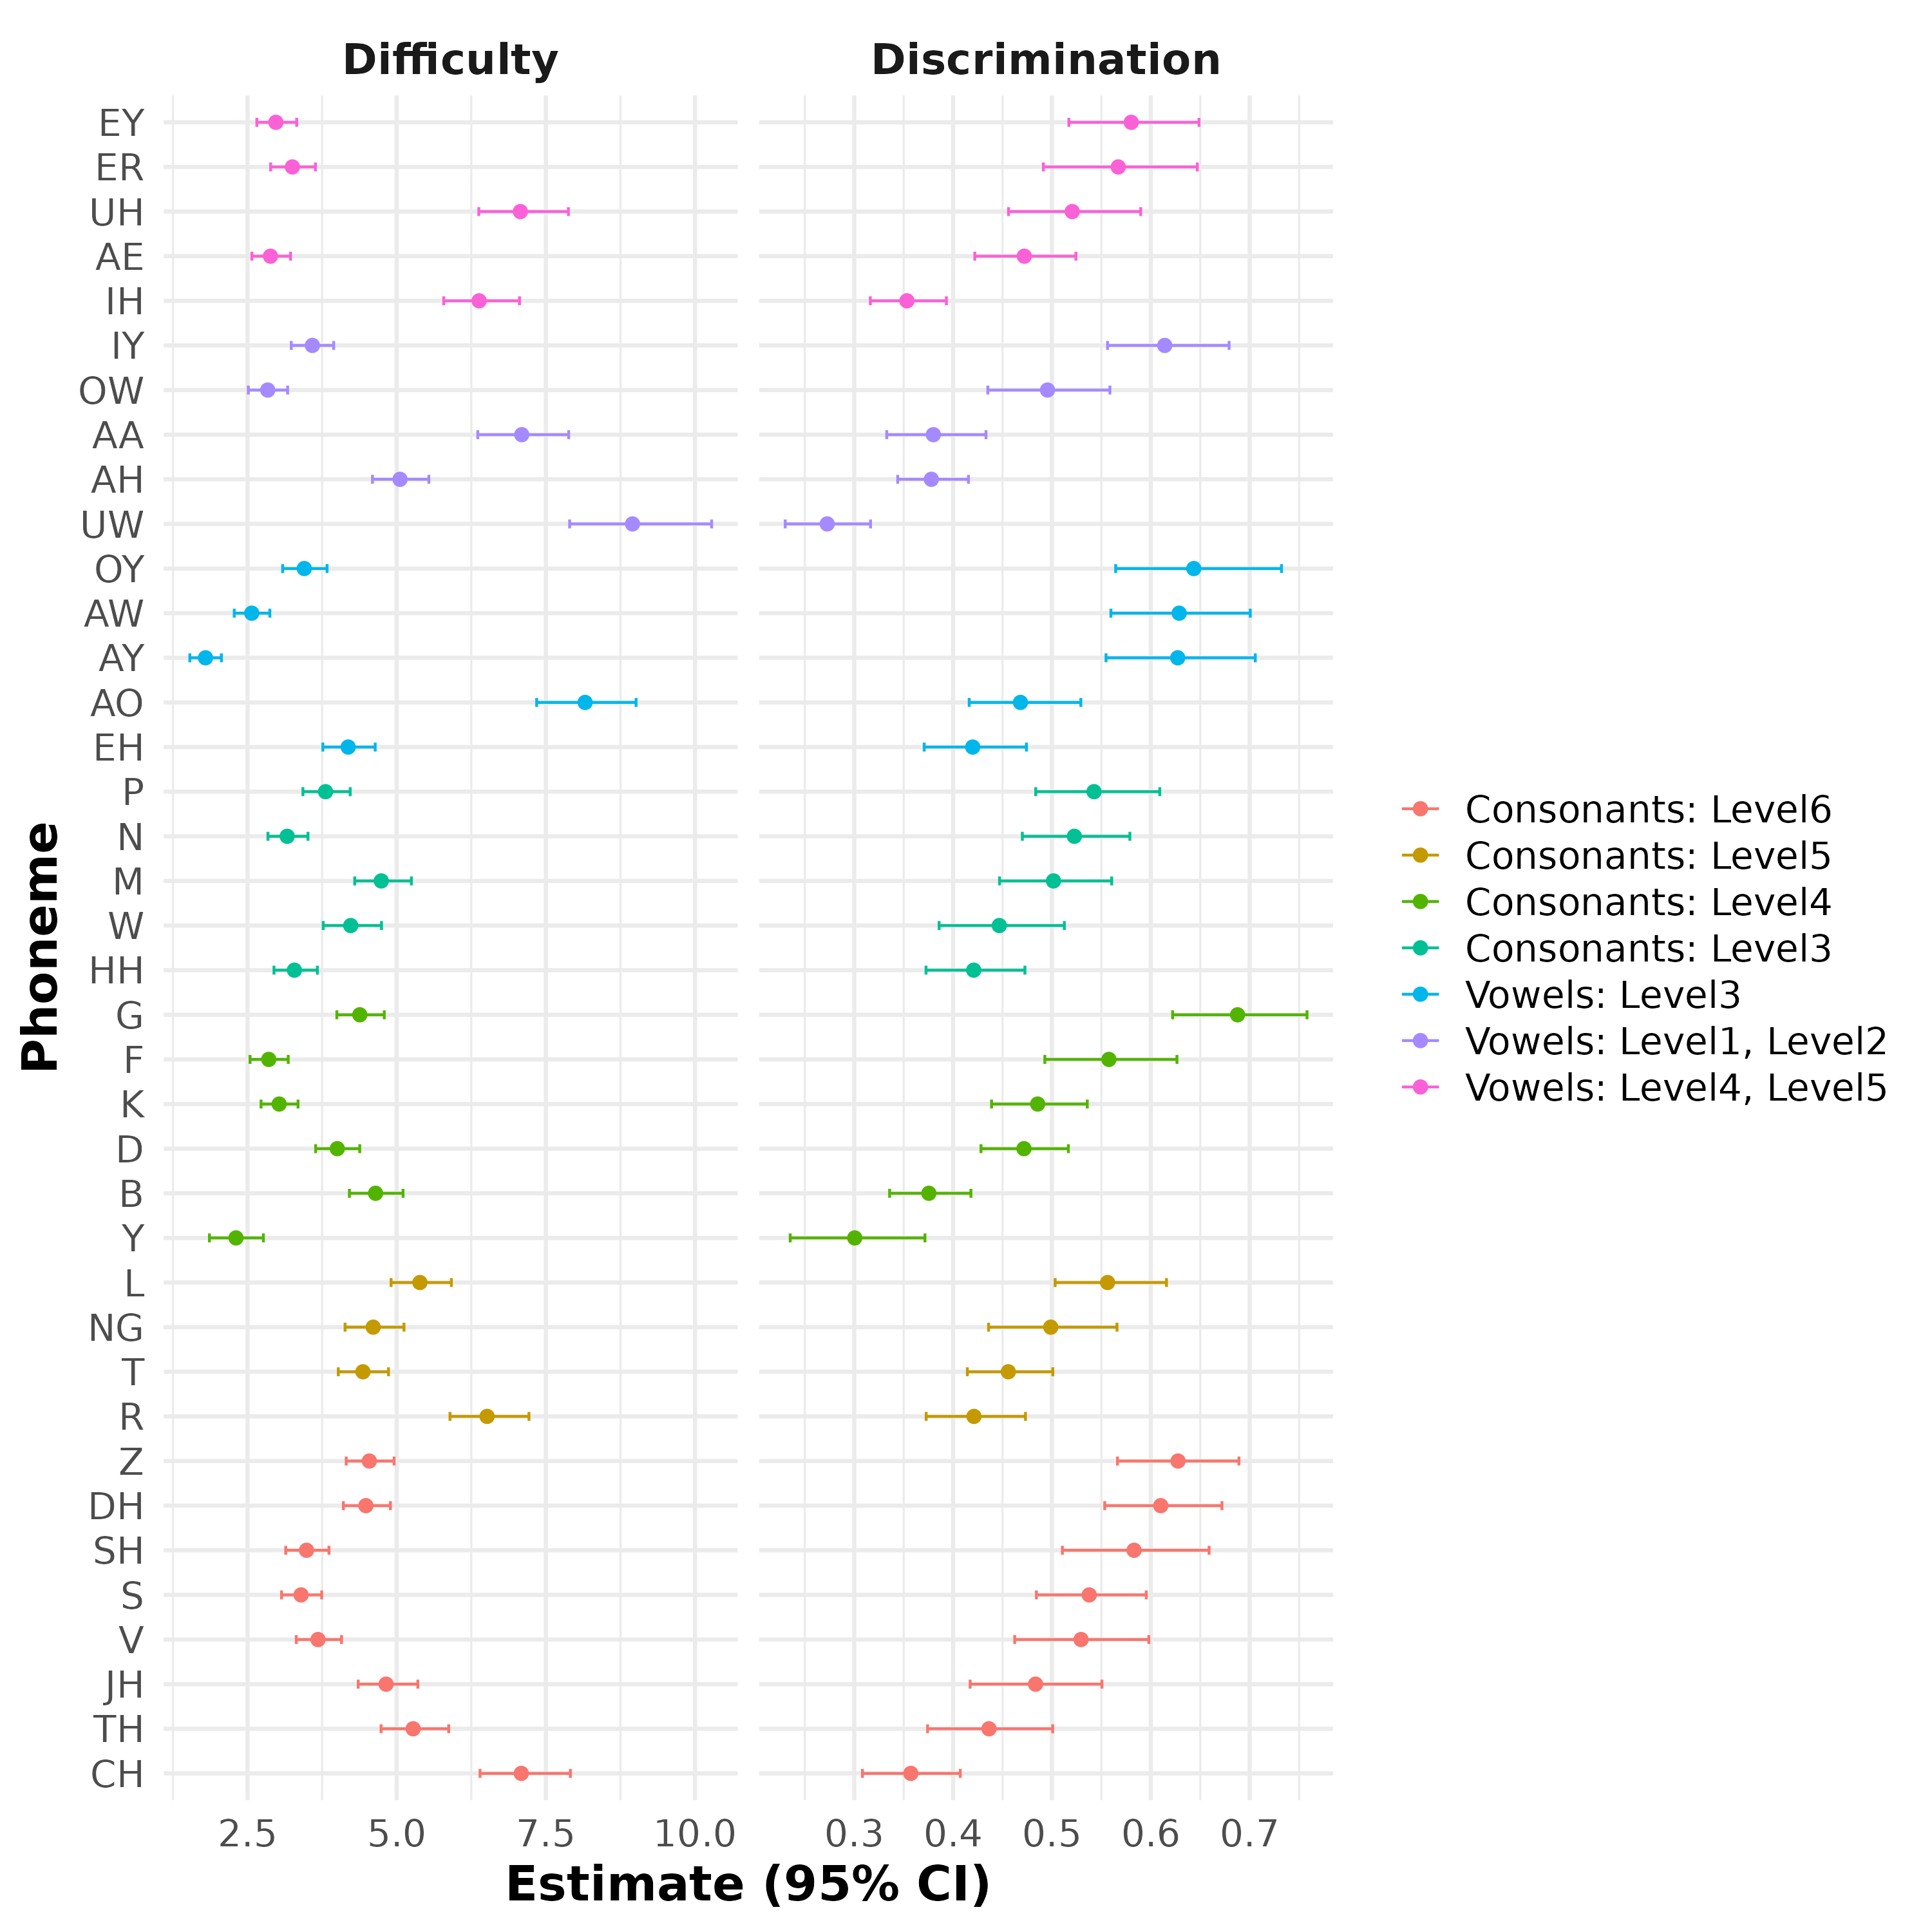 Difficulty Discrimination
EY
ER
UH
AE
IH
IY
OW
AA
AH
UW
OY
AW
AY
AO
EH
P
N
M
W
HH
G
F
K
D
B
Y
L
NG
T
R
Z
DH
SH
S
V
JH
TH
CH
Phoneme
2.5 5.0 7.5 10.0 0.3 0.4 0.5 0.6 0.7
Estimate (95% CI)
Consonants: Level6
Consonants: Level5
Consonants: Level4
Consonants: Level3
Vowels: Level3
Vowels: Level1, Level2
Vowels: Level4, Level5